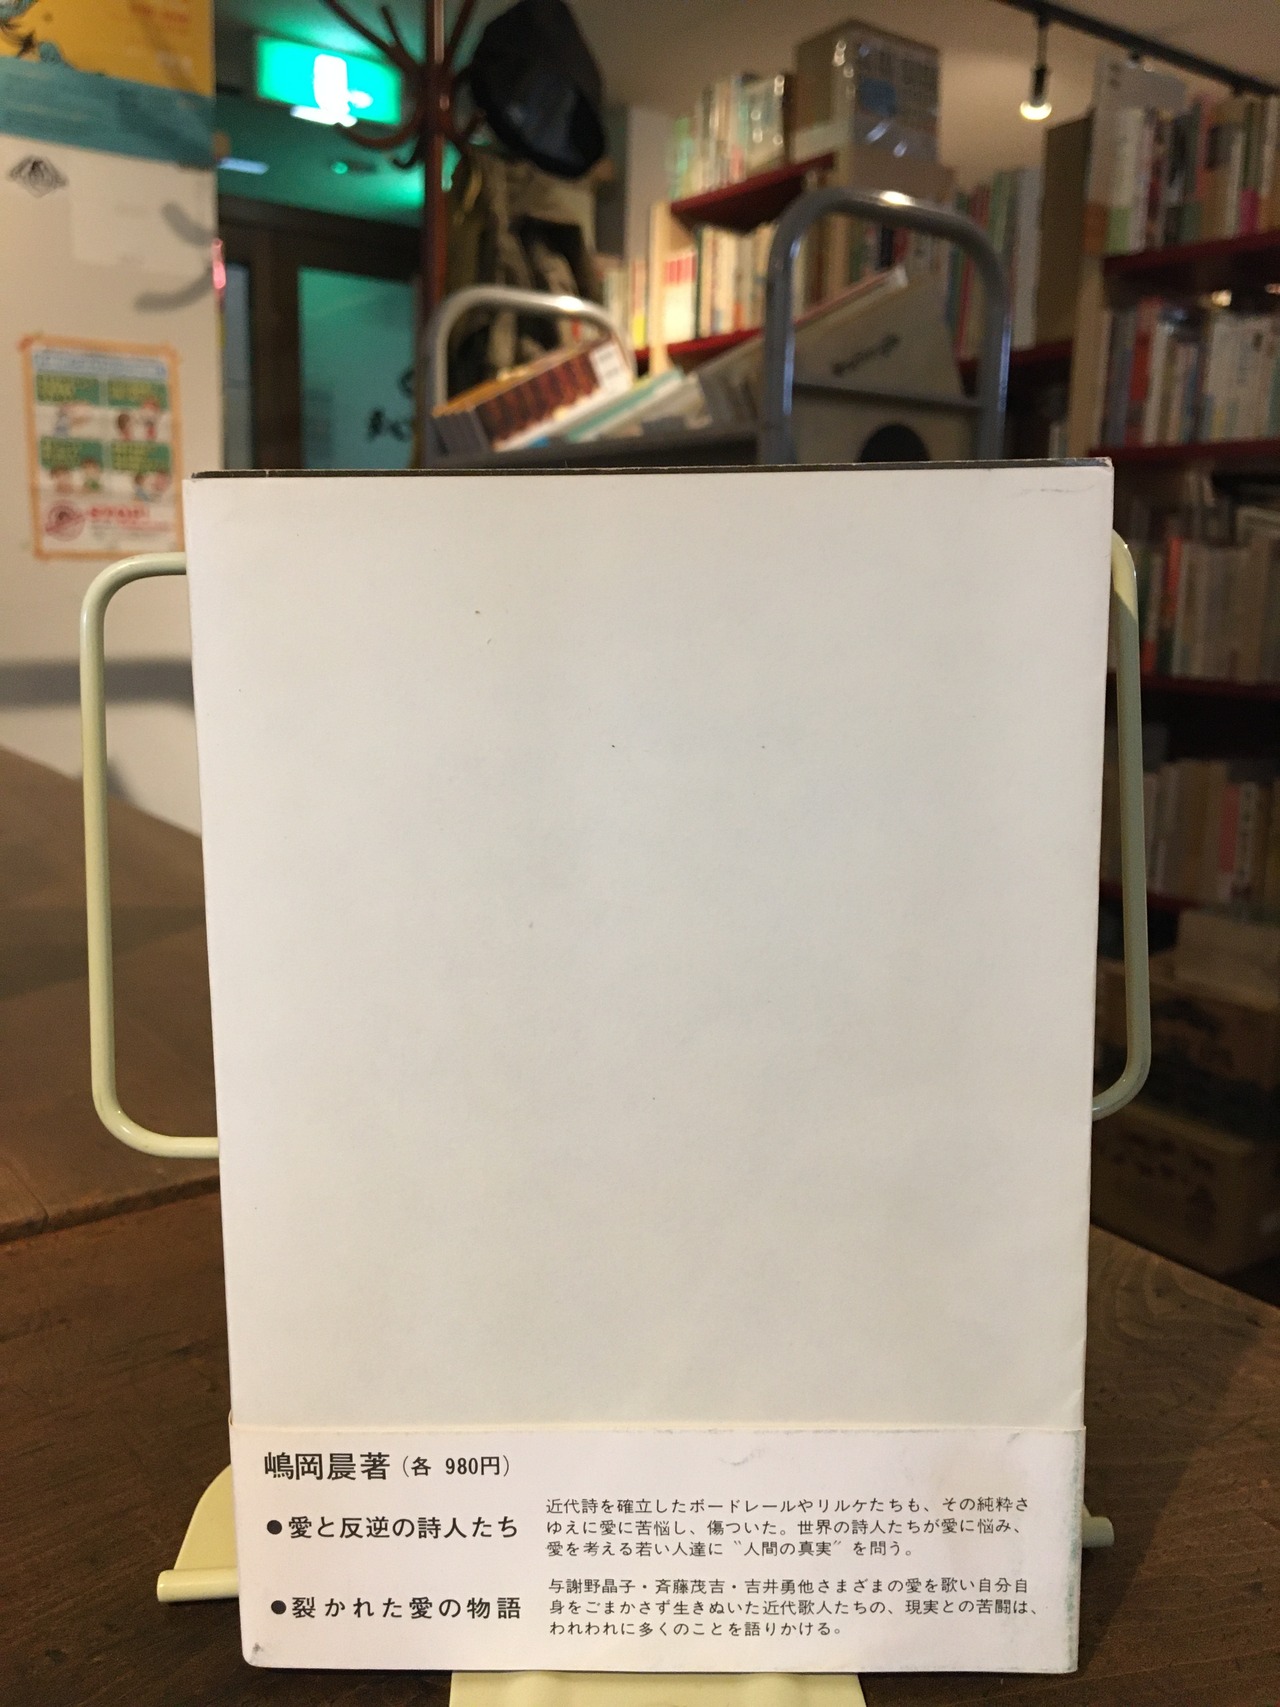 嶋岡晨著（各 980円）
●愛と反逆の詩人たち
近代詩を確立したボードレールやリルケたちも、その純粋さ
ゆえに愛に苦悩し、傷ついた。世界の詩人たちが愛に悩み、
愛を考える若い人達に〝人間の真実〟を問う。
●裂かれた愛の物語
与謝野晶子・斉藤茂吉・吉井勇他さまざまの愛を歌い自分自
身をごまかさず生きぬいた近代歌人たちの、現実との苦闘は、
われわれに多くのことを語りかける。